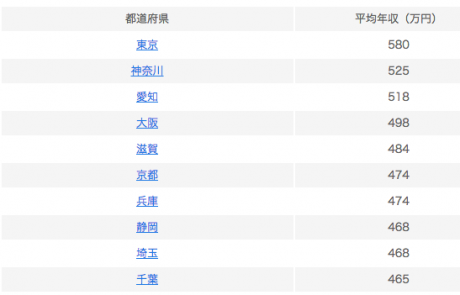 都道府県 平均年収（万円）
東京 580
神奈川 525
愛知 518
大阪 498
滋賀 484
京都 474
兵庫 474
静岡 468
埼玉 468
千葉 465